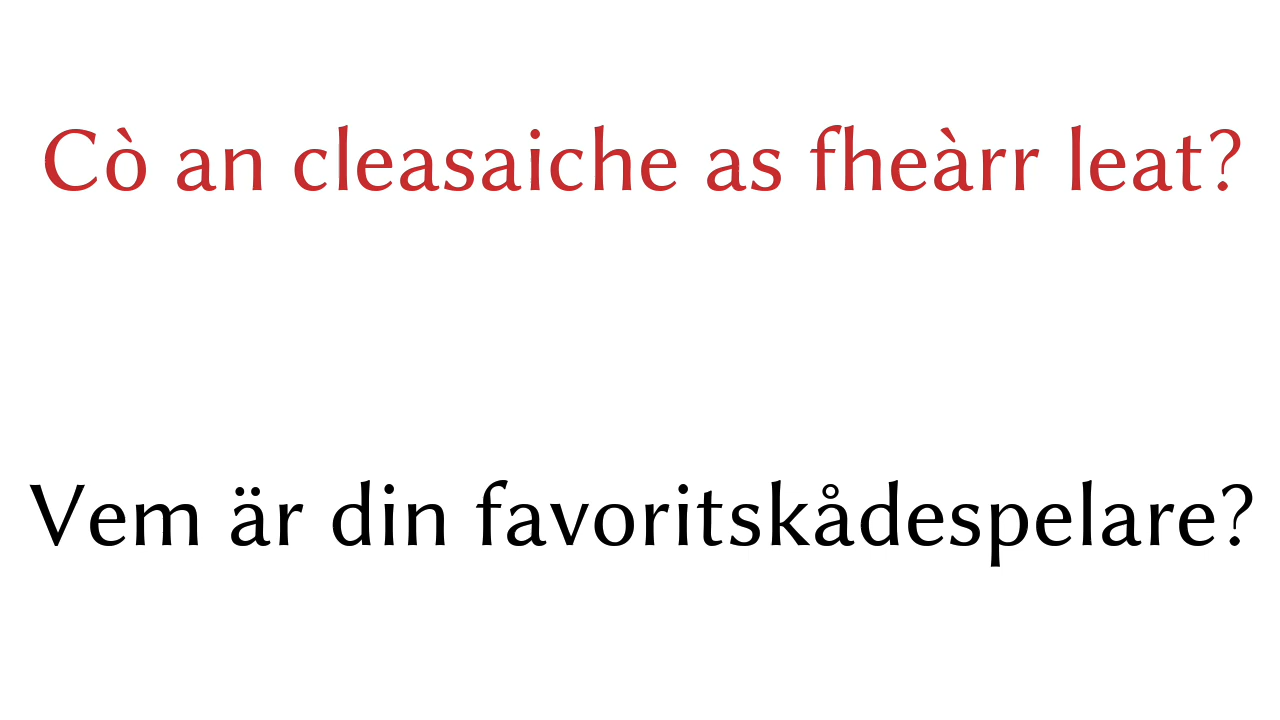 Cò an cleasaiche as fheàrr leat?
Vem är din favoritskådespelare?